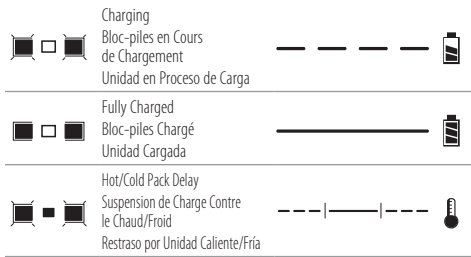 Charging
Bloc-piles en Cours
de Chargement
Unidad en Proceso de Carga
Fully Charged
Bloc-piles Chargé
Unidad Cargada
Hot/Cold Pack Delay
Suspension de Charge Contre
le Chaud/Froid
Restraso por Unidad Caliente/Fría